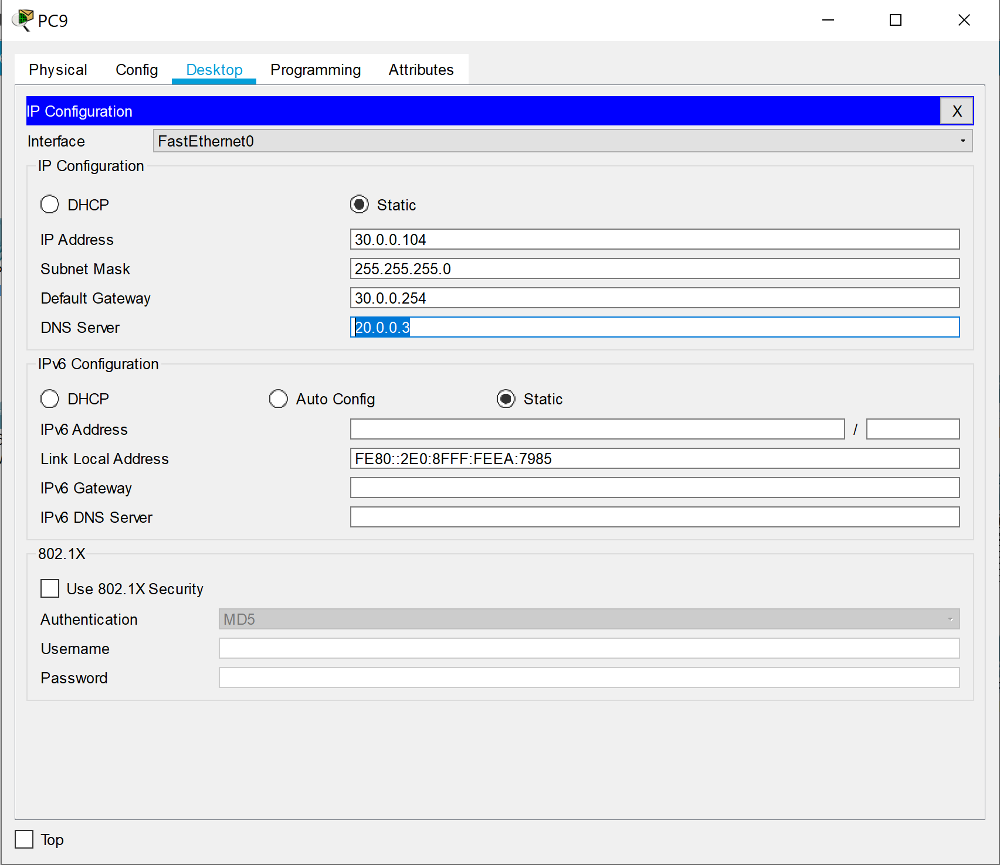 PC9
Physical Config Desktop Programming Attributes
IP Configuration X
Interface FastEthernet0
IP Configuration
DHCP Static
IP Address 30.0.0.104
Subnet Mask 255.255.255.0
Default Gateway 30.0.0.254
DNS Server 20.0.0.3
IPv6 Configuration
DHCP Auto Config Static
IPv6 Address /
Link Local Address FE80::2E0:8FFF:FEEA:7985
IPv6 Gateway
IPv6 DNS Server
802.1X
Use 802.1X Security
Authentication MD5
Username
Password
Top